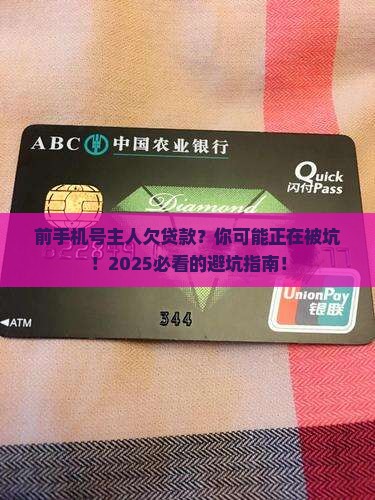 ABC 中国农业银行
Quick
闪付Pass
Diamond
前手机号主人欠贷款？你可能正在被坑
！2025必看的避坑指南！
UnionPay
银联
◀ATM
344